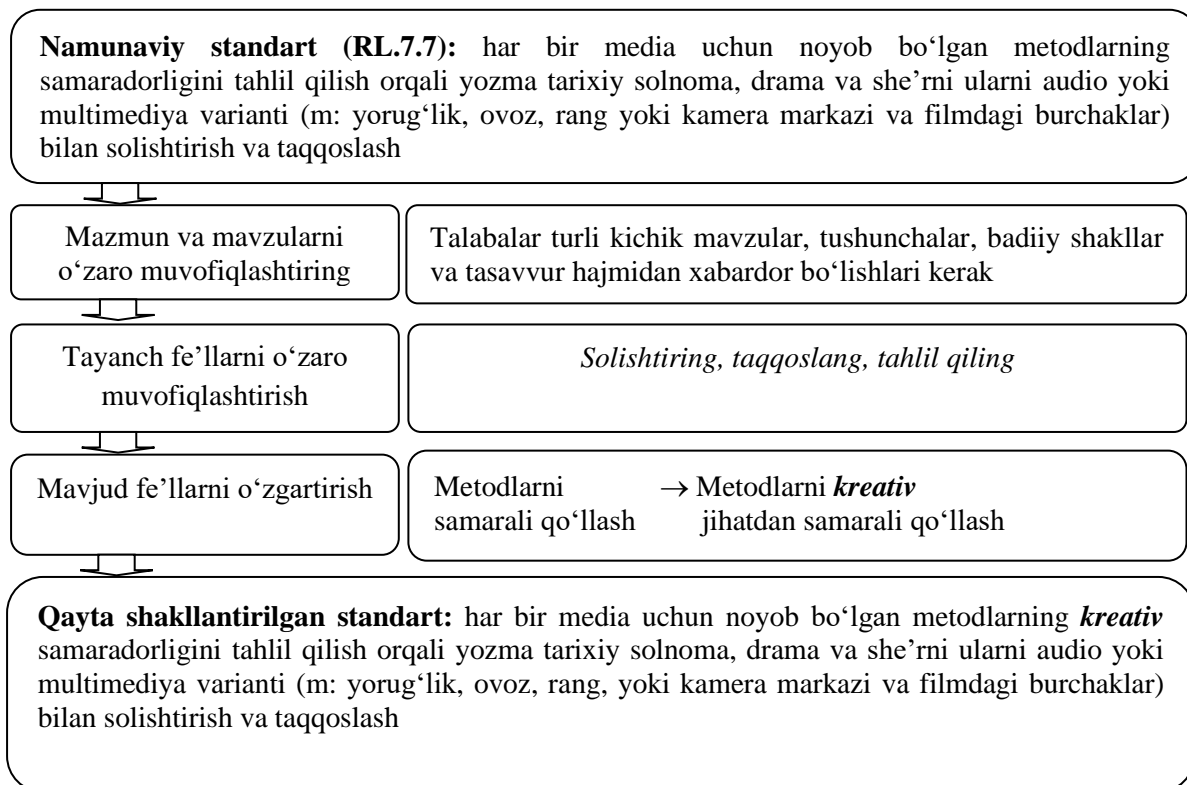 Namunaviy standart (RL.7.7): har bir media uchun noyob bo‘lgan metodlarning
samaradorligini tahlil qilish orqali yozma tarixiy solnoma, drama va she’rni ularni audio yoki
multimediya varianti (m: yorug‘lik, ovoz, rang yoki kamera markazi va filmdagi burchaklar)
bilan solishtirish va taqqoslash
Mazmun va mavzularni
o‘zaro muvofiqlashtiring
Talabalar turli kichik mavzular, tushunchalar, badiiy shakllar
va tasavvur hajmidan xabardor bo‘lishlari kerak
Tayanch fe’llarni o‘zaro
muvofiqlashtirish
Solishtiring, taqqoslang, tahlil qiling
Mavjud fe’llarni o‘zgartirish
Metodlarni → Metodlarni kreativ
samarali qo‘llash jihatdan samarali qo‘llash
Qayta shakllantirilgan standart: har bir media uchun noyob bo‘lgan metodlarning kreativ
samaradorligini tahlil qilish orqali yozma tarixiy solnoma, drama va she’rni ularni audio yoki
multimediya varianti (m: yorug‘lik, ovoz, rang, yoki kamera markazi va filmdagi burchaklar)
bilan solishtirish va taqqoslash